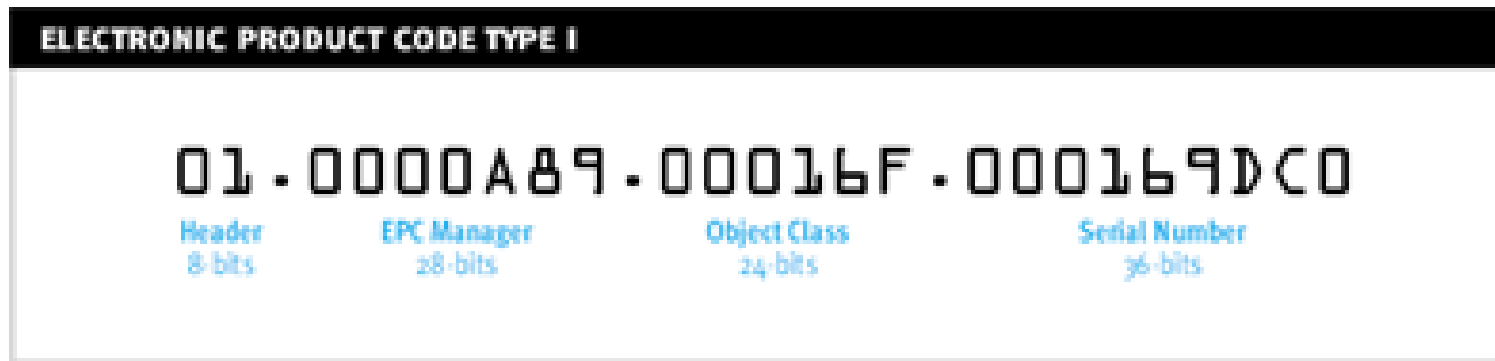 ELECTRONIC PRODUCT CODE TYPE I
01.0000A89.00016F.000169DC0
Header EPC Manager Object Class Serial Number
8-bits 28-bits 24-bits 36-bits